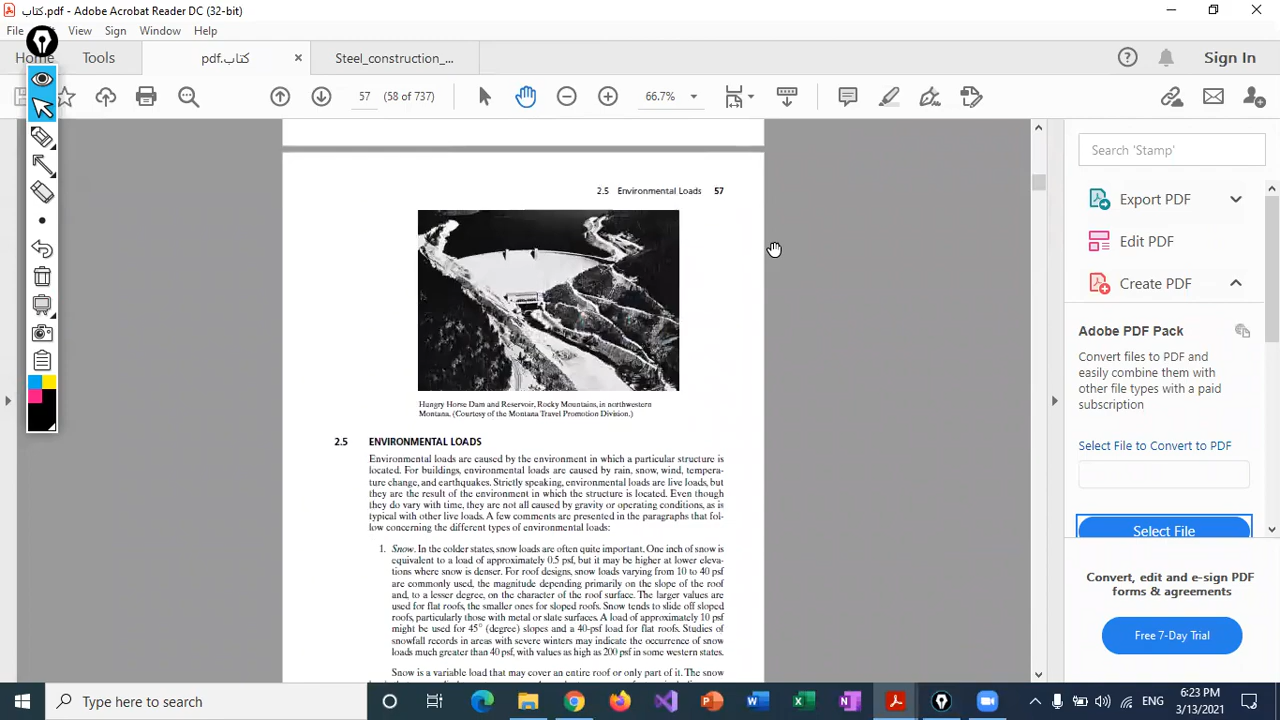 كتاب.pdf - Adobe Acrobat Reader DC (32-bit)
File
View Sign Window Help
Home Tools كتاب.pdf Steel_construction_... Sign In
57 (58 of 737) 66.7%
2.5 Environmental Loads 57
Hungry Horse Dam and Reservoir, Rocky Mountains, in northwestern
Montana. (Courtesy of the Montana Travel Promotion Division.)
2.5 ENVIRONMENTAL LOADS
Environmental loads are caused by the environment in which a particular structure is
located. For buildings, environmental loads are caused by rain, snow, wind, tempera-
ture change, and earthquakes. Strictly speaking, environmental loads are live loads, but
they are the result of the environment in which the structure is located. Even though
they do vary with time, they are not all caused by gravity or operating conditions, as is
typical with other live loads. A few comments are presented in the paragraphs that fol-
low concerning the different types of environmental loads:
1. Snow. In the colder states, snow loads are often quite important. One inch of snow is
equivalent to a load of approximately 0.5 psf, but it may be higher at lower eleva-
tions where snow is denser. For roof designs, snow loads varying from 10 to 40 psf
are commonly used, the magnitude depending primarily on the slope of the roof
and, to a lesser degree, on the character of the roof surface. The larger values are
used for flat roofs, the smaller ones for sloped roofs. Snow tends to slide off sloped
roofs, particularly those with metal or slate surfaces. A load of approximately 10 psf
might be used for 45° (degree) slopes and a 40-psf load for flat roofs. Studies of
snowfall records in areas with severe winters may indicate the occurrence of snow
loads much greater than 40 psf, with values as high as 200 psf in some western states.
Snow is a variable load that may cover an entire roof or only part of it. The snow
Search 'Stamp'
Export PDF
Edit PDF
Create PDF
Adobe PDF Pack
Convert files to PDF and
easily combine them with
other file types with a paid
subscription
Select File to Convert to PDF
Select File
Convert, edit and e-sign PDF
forms & agreements
Free 7-Day Trial
Type here to search
ENG
6:23 PM
3/13/2021